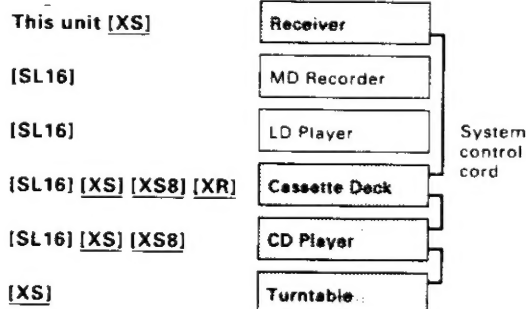 This unit [XS] Receiver
[SL16] MD Recorder
[SL16] LD Player
System
control
cord
[SL16] [XS] [XS8] [XR] Cassette Deck
[SL16] [XS] [XS8] CD Player
[XS] Turntable